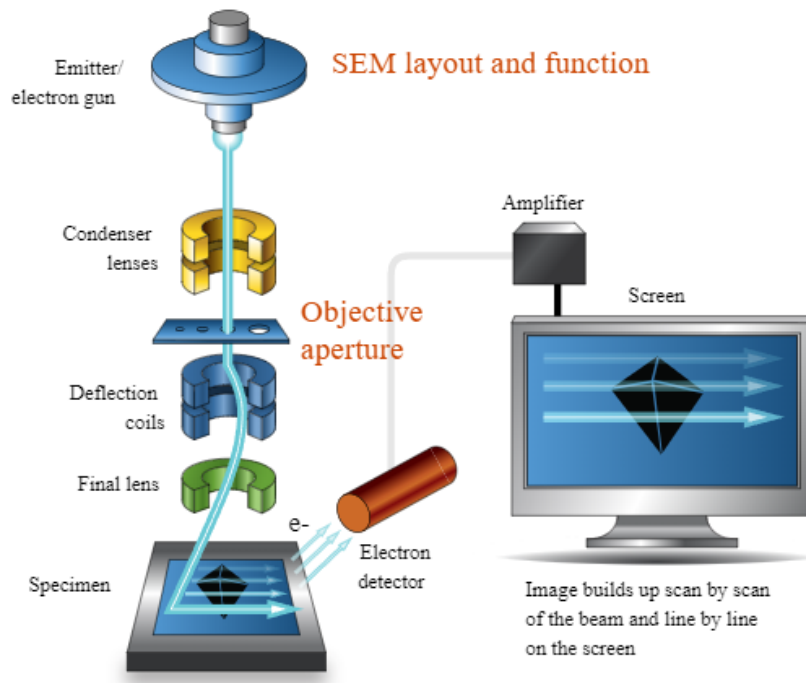 SEM layout and function
Emitter/
electron gun
Condenser
lenses
Objective
aperture
Deflection
coils
Final lens
Specimen
e-
Electron
detector
Amplifier
Screen
Image builds up scan by scan
of the beam and line by line
on the screen